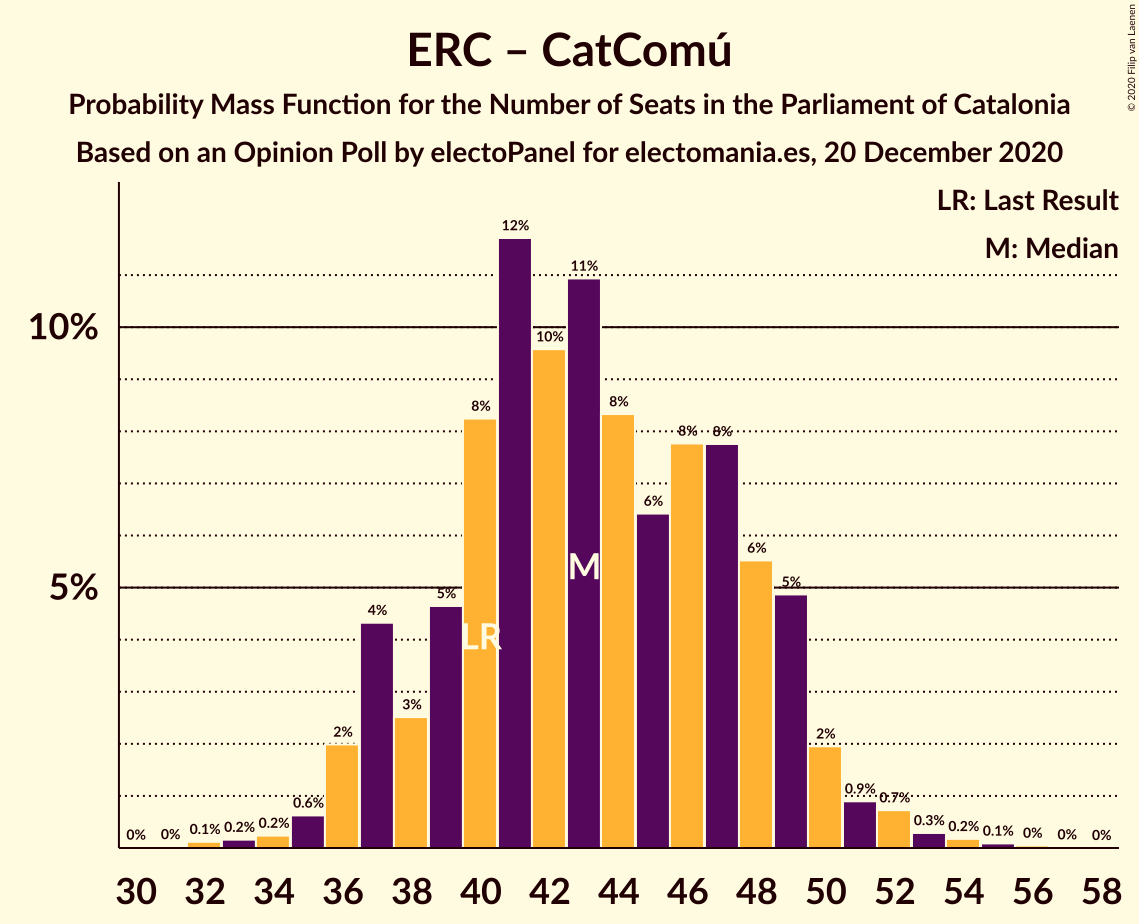 ERC – CatComú
Probability Mass Function for the Number of Seats in the Parliament of Catalonia
Based on an Opinion Poll by electoPanel for electomania.es, 20 December 2020
© 2020 Filip van Laenen
LR: Last Result
M: Median
10%
5%
0% 0% 0.1% 0.2% 0.2% 0.6% 2% 4% 3% 5% 8% 12% 10% 11% 8% 6% 8% 8% 6% 5% 2% 0.9% 0.7% 0.3% 0.2% 0.1% 0% 0% 0%
M
LR
30 32 34 36 38 40 42 44 46 48 50 52 54 56 58